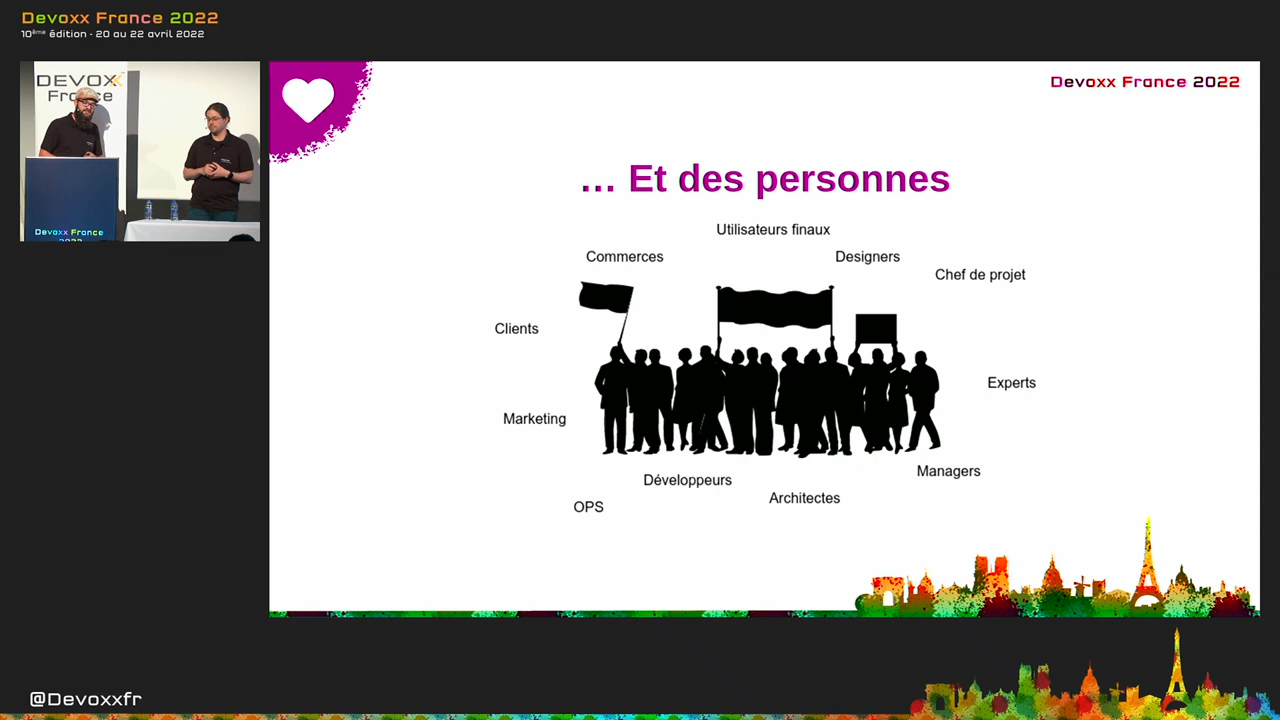 Devoxx France 2022
10ème édition - 20 au 22 avril 2022
DEVOXX
France
Devoxx France
2022
Devoxx France 2022
... Et des personnes
Utilisateurs finaux
Commerces
Designers
Chef de projet
Clients
Experts
Marketing
Managers
Développeurs
Architectes
OPS
@Devoxxfr